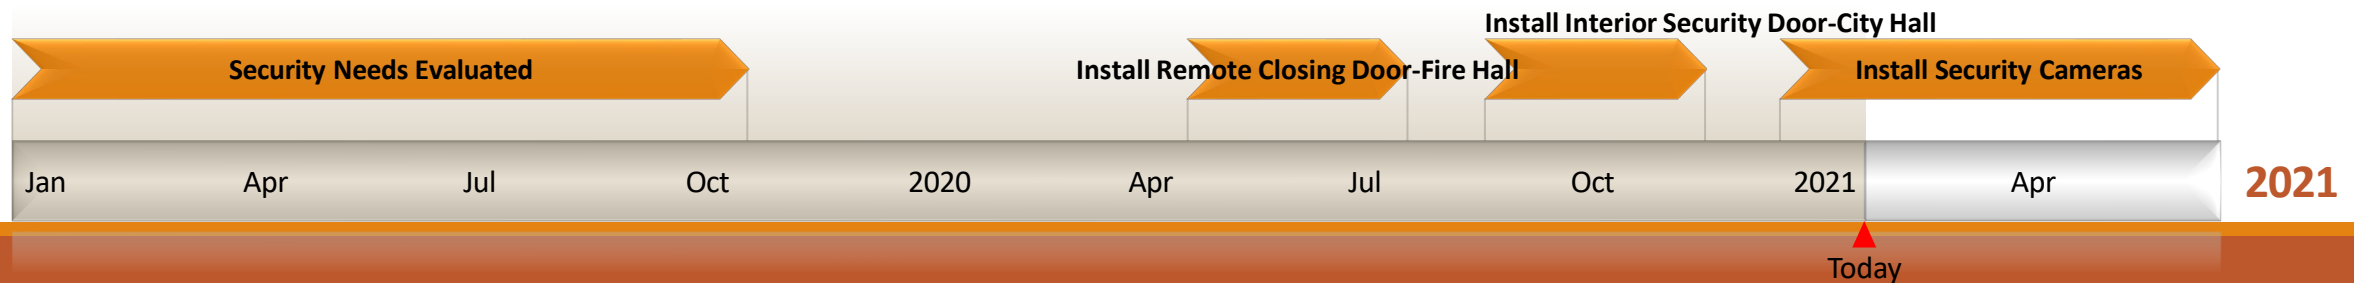 Install Interior Security Door-City Hall
Security Needs Evaluated
Install Remote Closing Door-Fire Hall
Install Security Cameras
Jan Apr Jul Oct 2020 Apr Jul Oct 2021 Apr 2021
Today